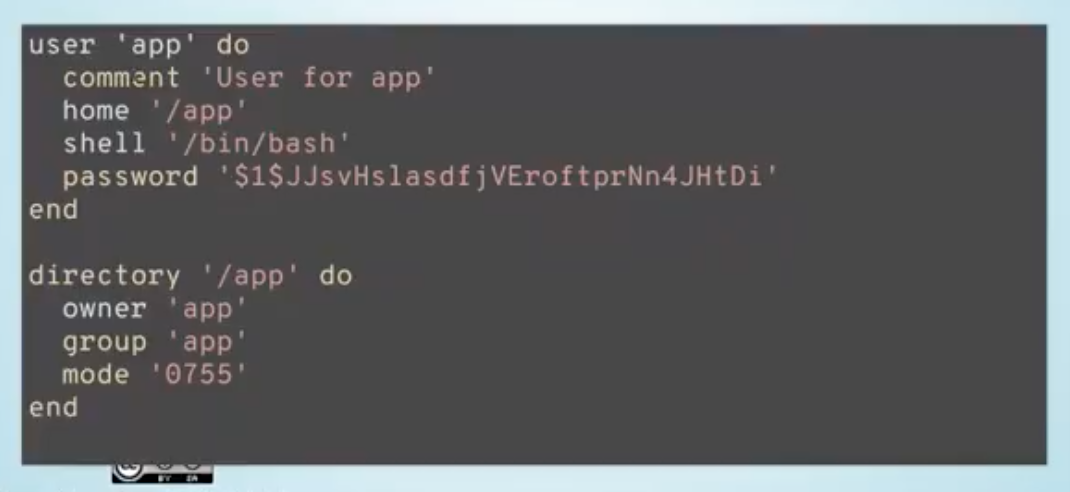 user 'app' do
  comment 'User for app'
  home '/app'
  shell '/bin/bash'
  password '$1$JJsvHslasdfjVEroftprNn4JHtDi'
end

directory '/app' do
  owner 'app'
  group 'app'
  mode '0755'
end
BY SA